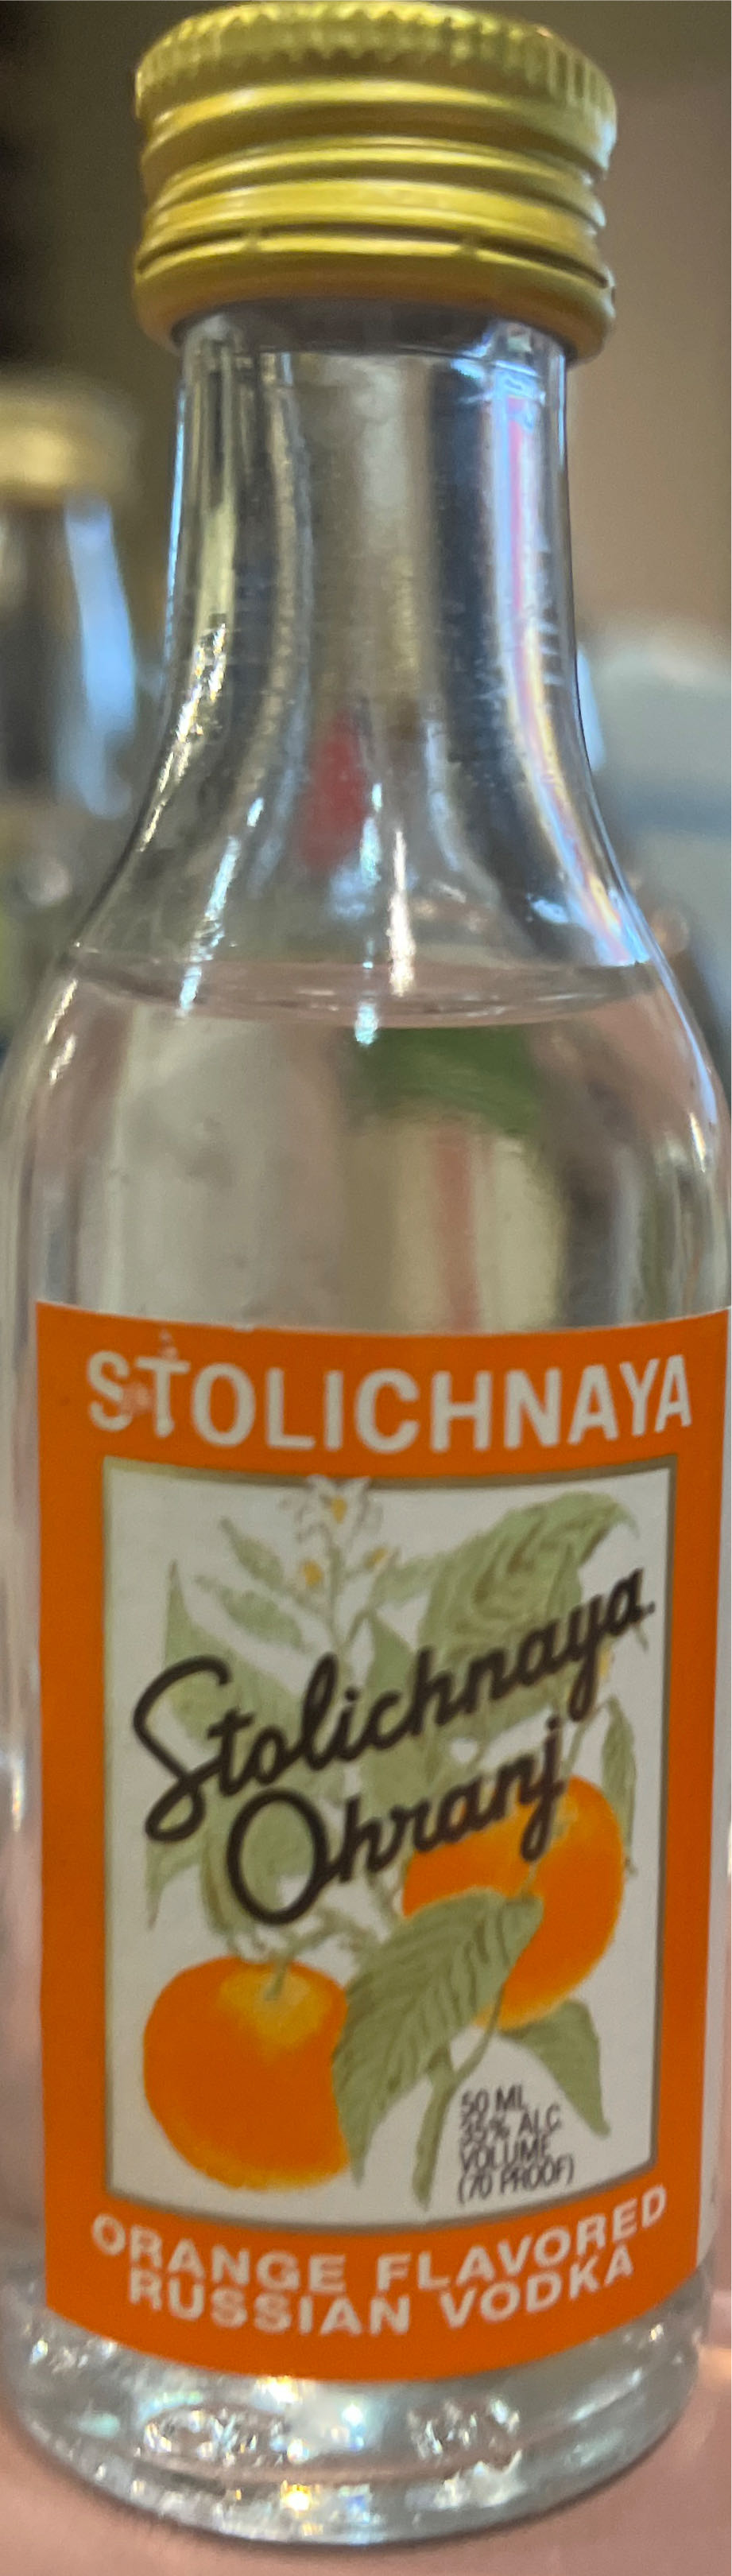 STOLICHNAYA
Stolichnaya
Ohranj
50 ML
35% ALC
VOLUME
(70 PROOF)
ORANGE FLAVORED
RUSSIAN VODKA